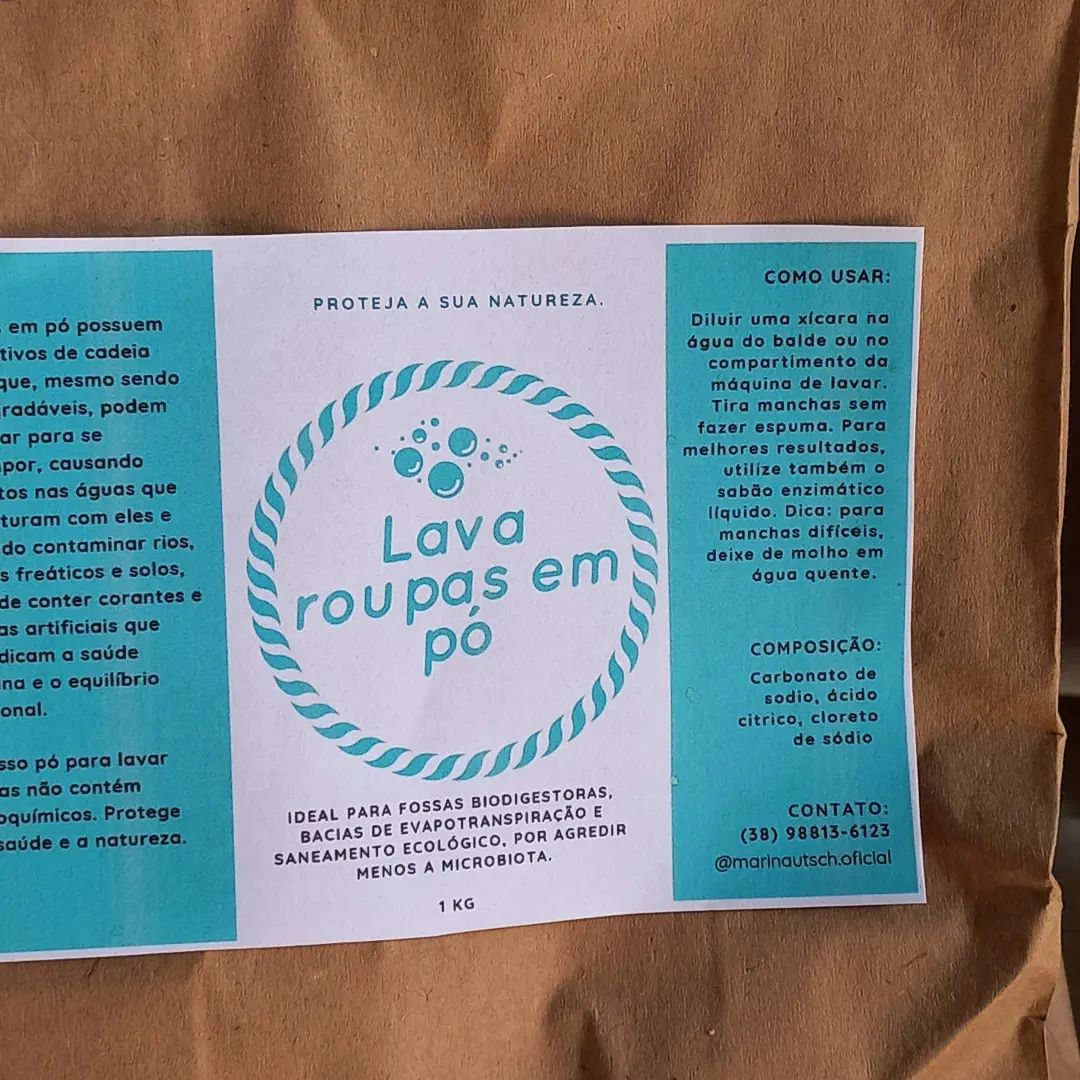 em pó possuem
tivos de cadeia
que, mesmo sendo
gradáveis, podem
ar para se
por, causando
tos nas águas que
turam com eles e
do contaminar rios,
s freáticos e solos,
de conter corantes e
as artificiais que
dicam a saúde
na e o equilíbrio
onal.
sso pó para lavar
as não contém
oquímicos. Protege
saúde e a natureza.
PROTEJA A SUA NATUREZA.
Lava
roupas em
pó
IDEAL PARA FOSSAS BIODIGESTORAS,
BACIAS DE EVAPOTRANSPIRAÇÃO E
SANEAMENTO ECOLÓGICO, POR AGREDIR
MENOS A MICROBIOTA.
1 KG
COMO USAR:
Diluir uma xícara na
água do balde ou no
compartimento da
máquina de lavar.
Tira manchas sem
fazer espuma. Para
melhores resultados,
utilize também o
sabão enzimático
líquido. Dica: para
manchas difíceis,
deixe de molho em
água quente.
COMPOSIÇÃO:
Carbonato de
sodio, ácido
citrico, cloreto
de sódio
CONTATO:
(38) 98813-6123
@marinautsch.oficial